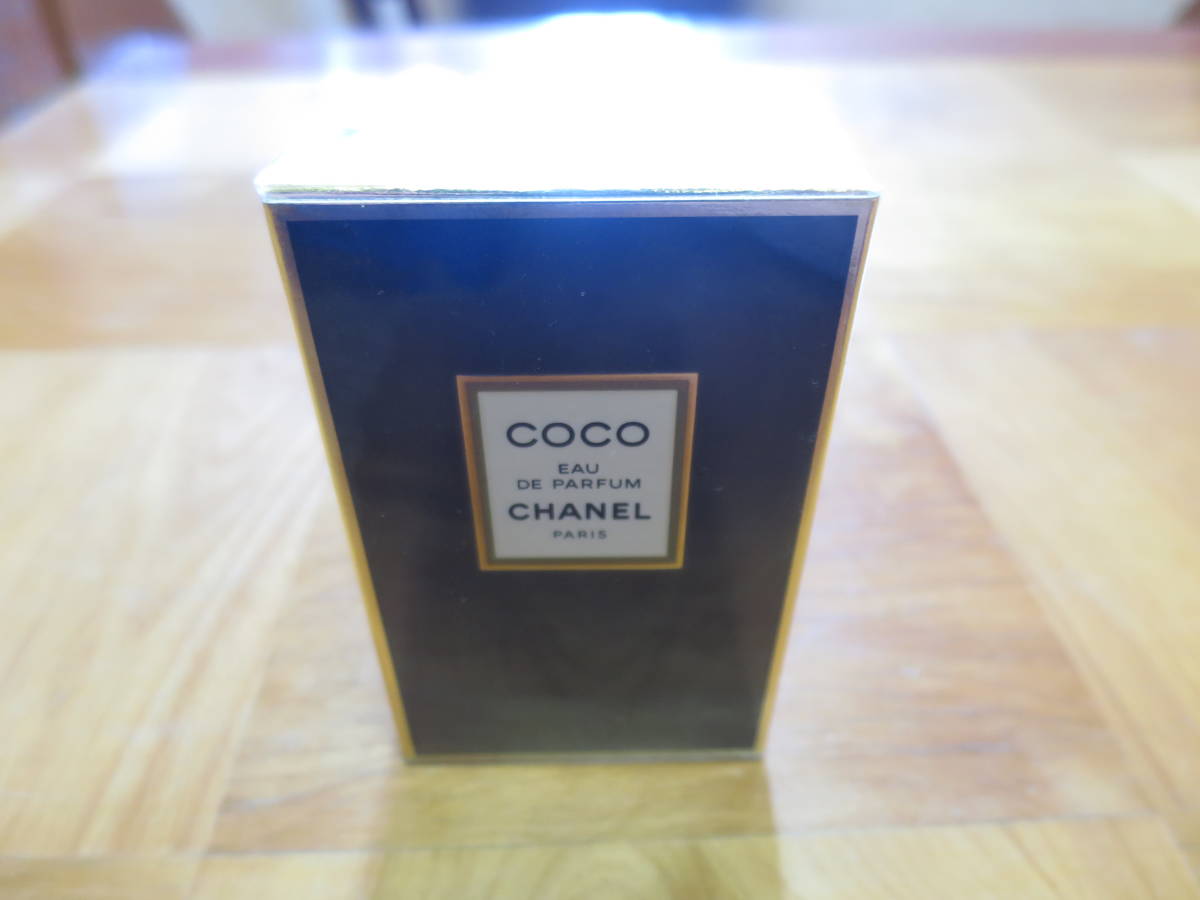 COCO
EAU
DE PARFUM
CHANEL
PARIS